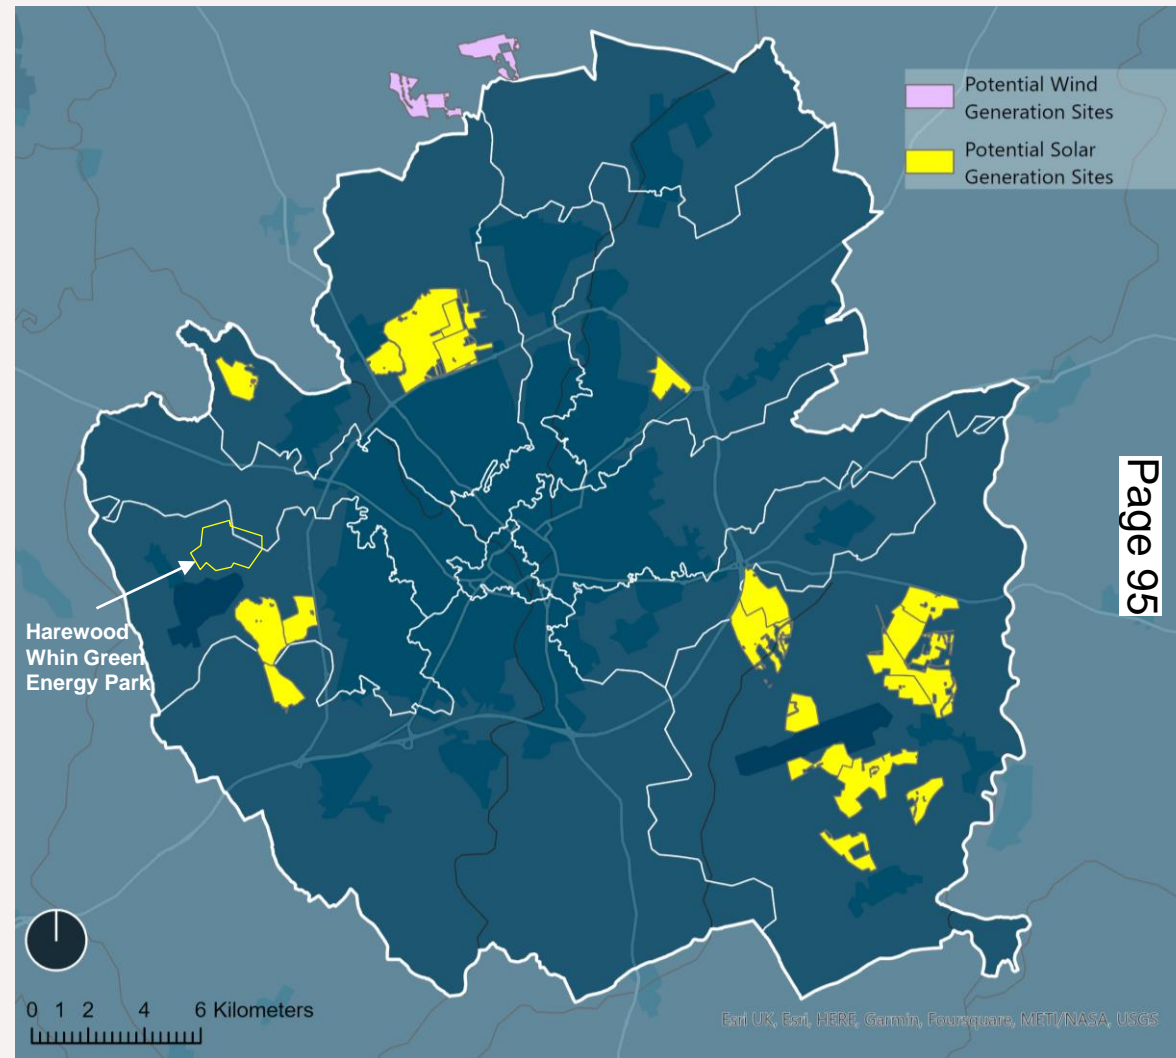 Potential Wind
Generation Sites
Potential Solar
Generation Sites
Page 95
Harewood
Whin Green
Energy Park
0 1 2 4 6 Kilometers
Esri UK, Esri, HERE, Garmin, Foursquare, METI/NASA, USGS